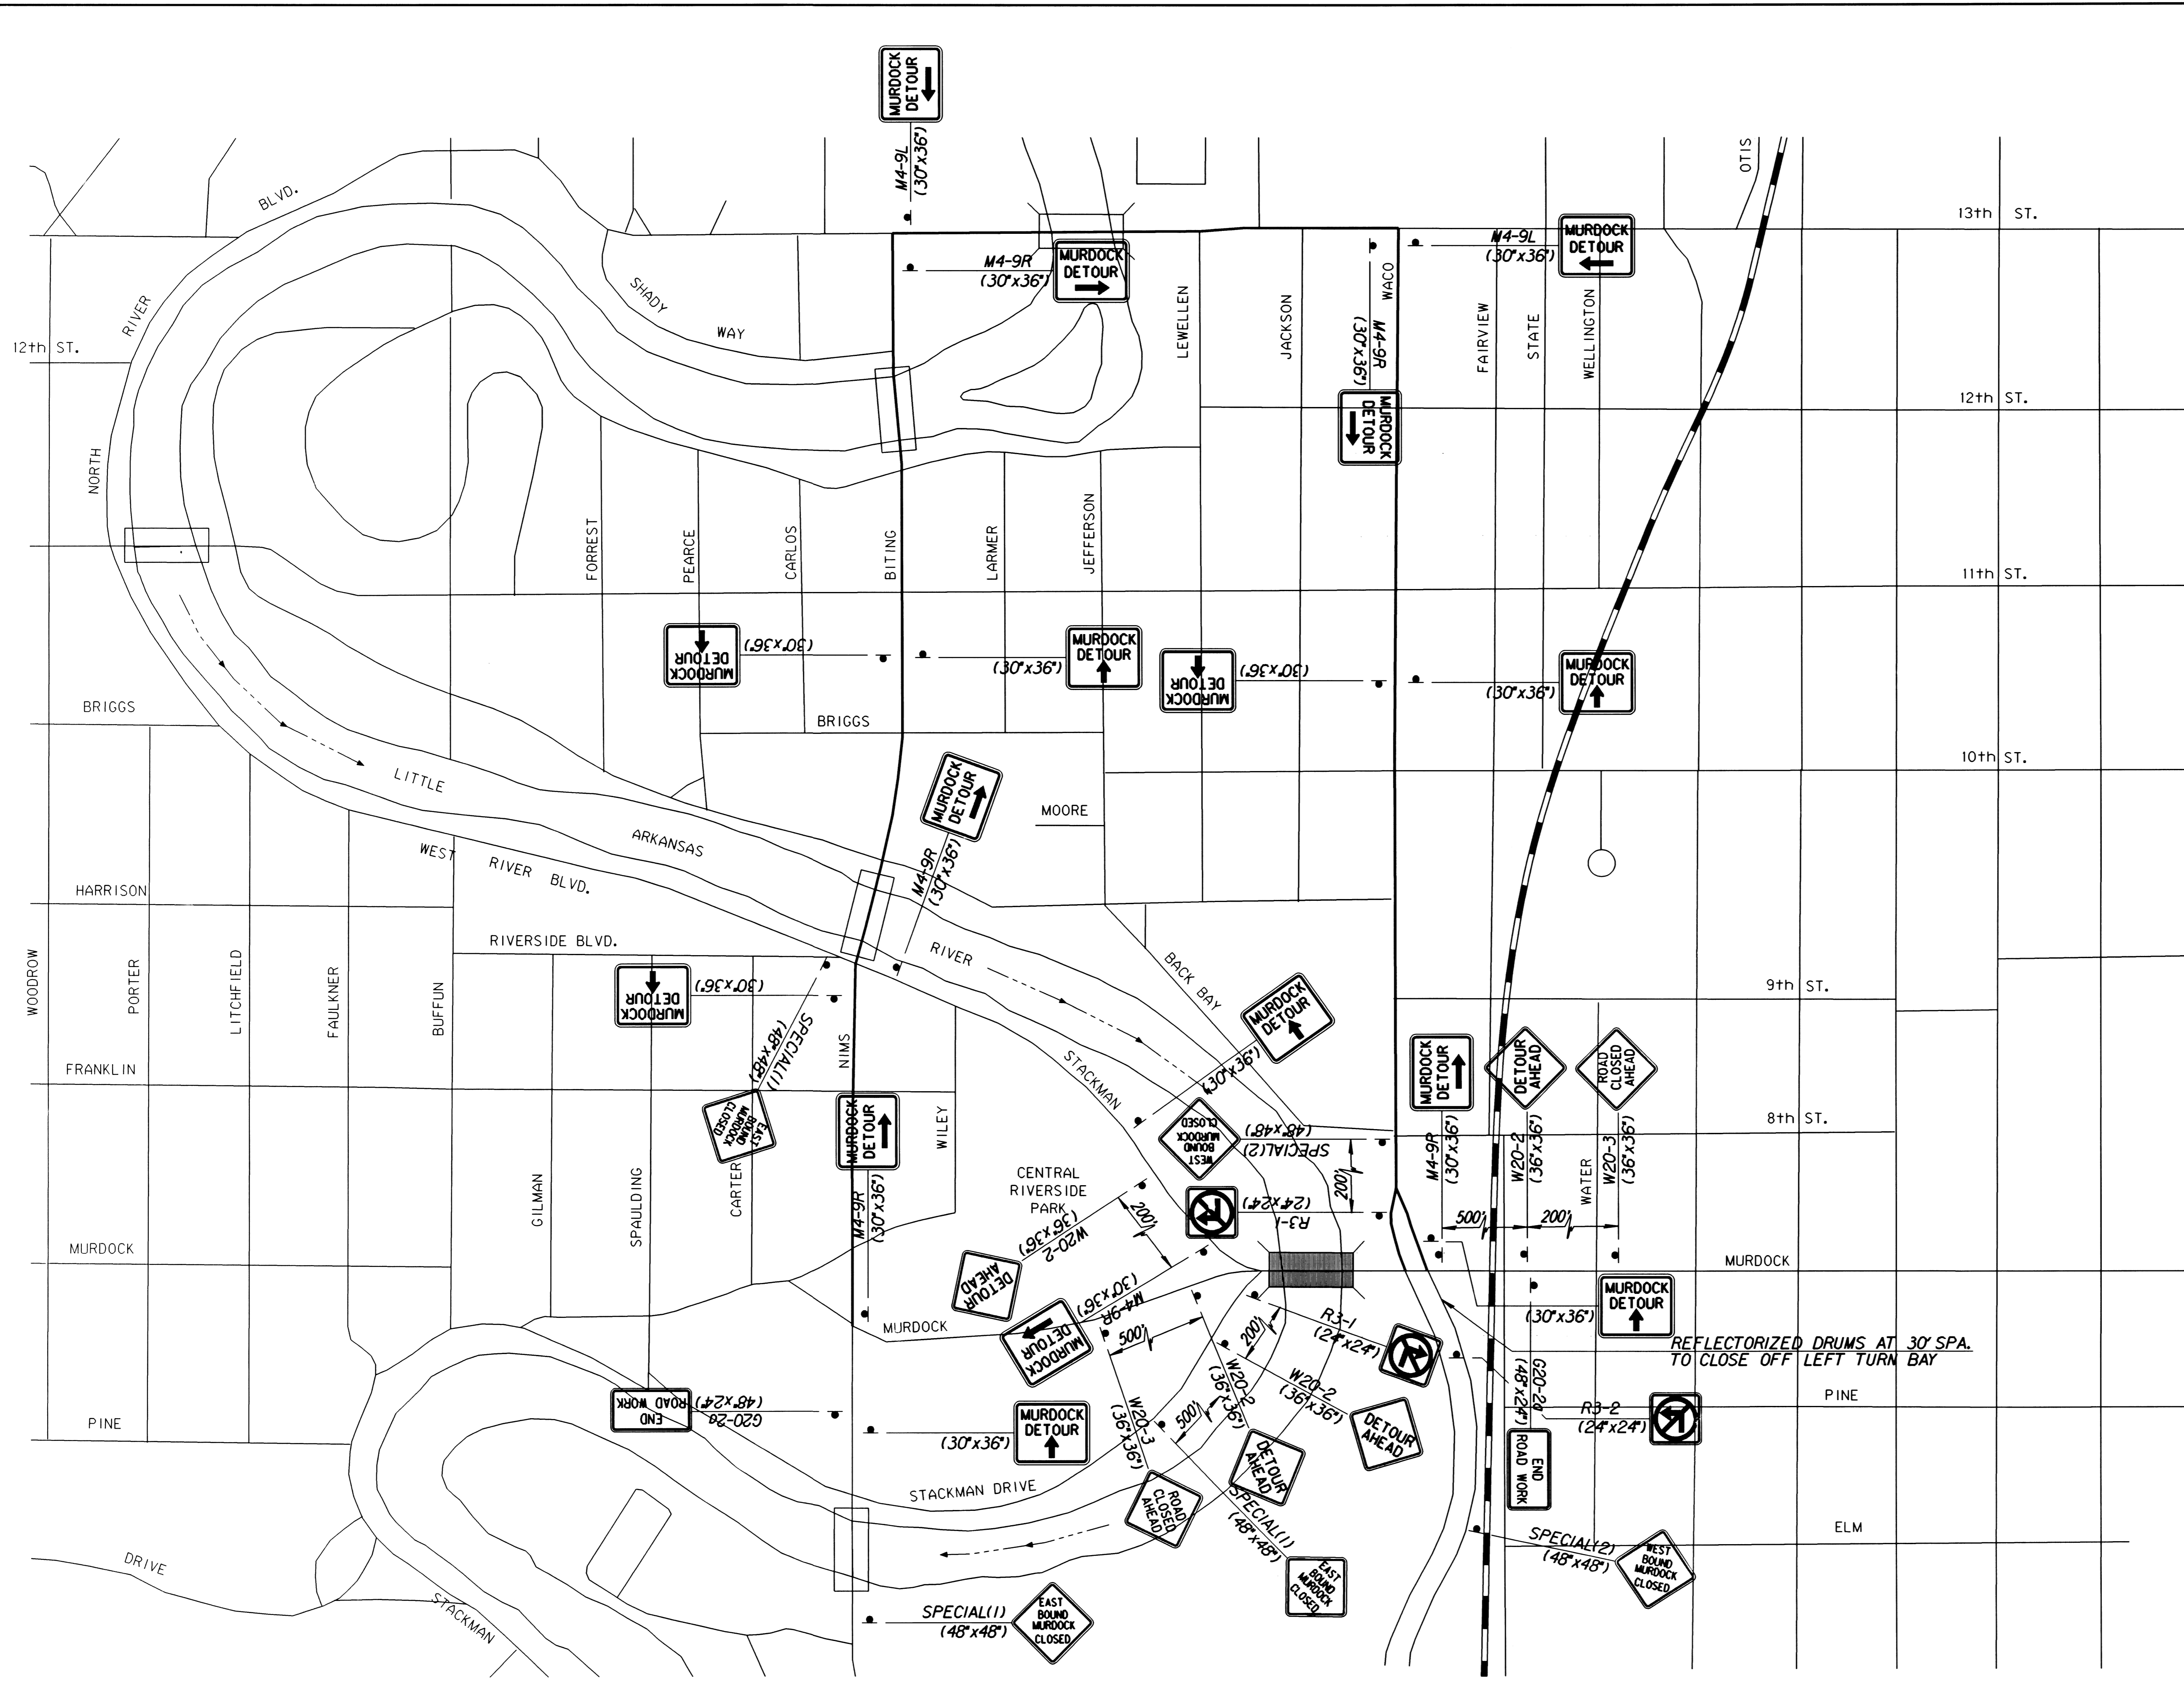 MURDOCK
DETOUR
M4-9L
(30"x36")
OTIS
13th ST.
BLVD.
MURDOCK
DETOUR
M4-9R
(30"x36")
M4-9L
(30"x36")
MURDOCK
DETOUR
WACO
SHADY
WAY
RIVER
NORTH
12th ST.
LEWELLEN
JACKSON
M4-9R
(30"x36")
MURDOCK
DETOUR
FAIRVIEW
STATE
WELLINGTON
12th ST.
FORREST
PEARCE
CARLOS
BITING
LARMER
JEFFERSON
11th ST.
MURDOCK
DETOUR
(30"x36")
(30"x36")
MURDOCK
DETOUR
MURDOCK
DETOUR
(30"x36")
(30"x36")
MURDOCK
DETOUR
BRIGGS
BRIGGS
10th ST.
LITTLE
ARKANSAS
MURDOCK
DETOUR
M4-9R
(30"x36")
MOORE
WEST
RIVER BLVD.
HARRISON
RIVERSIDE BLVD.
RIVER
BACK BAY
9th ST.
WOODROW
PORTER
LITCHFIELD
FAULKNER
BUFFUN
MURDOCK
DETOUR
(30"x36")
SPECIAL(1)
(48"x48")
EAST
BOUND
MURDOCK
CLOSED
NIMS
STACKMAN
MURDOCK
DETOUR
(30"x36")
FRANKLIN
MURDOCK
DETOUR
M4-9R
(30"x36")
WILEY
WEST
BOUND
MURDOCK
CLOSED
SPECIAL(2)
(48"x48")
200'
R3-1
(24"x24")
MURDOCK
DETOUR
M4-9R
(30"x36")
DETOUR
AHEAD
W20-2
(36"x36")
ROAD
CLOSED
AHEAD
W20-3
(36"x36")
500'
200'
WATER
8th ST.
GILMAN
SPAULDING
CARTER
CENTRAL
RIVERSIDE
PARK
MURDOCK
MURDOCK
MURDOCK
DETOUR
AHEAD
W20-2
(36"x36")
200'
MURDOCK
DETOUR
M4-9R
(30"x36")
500'
200'
R3-1
(24"x24")
MURDOCK
DETOUR
(30"x36")
REFLECTORIZED DRUMS AT 30' SPA.
TO CLOSE OFF LEFT TURN BAY
W20-3
(36"x36")
ROAD
CLOSED
AHEAD
W20-2
(36"x36")
DETOUR
AHEAD
W20-2
(36"x36")
DETOUR
AHEAD
500'
G20-2a
(48"x24")
END
ROAD WORK
R3-2
(24"x24")
PINE
PINE
END
ROAD WORK
G20-2a
(48"x24")
MURDOCK
DETOUR
(30"x36")
STACKMAN DRIVE
SPECIAL(1)
(48"x48")
EAST
BOUND
MURDOCK
CLOSED
ELM
SPECIAL(2)
(48"x48")
WEST
BOUND
MURDOCK
CLOSED
DRIVE
STACKMAN
SPECIAL(1)
(48"x48")
EAST
BOUND
MURDOCK
CLOSED